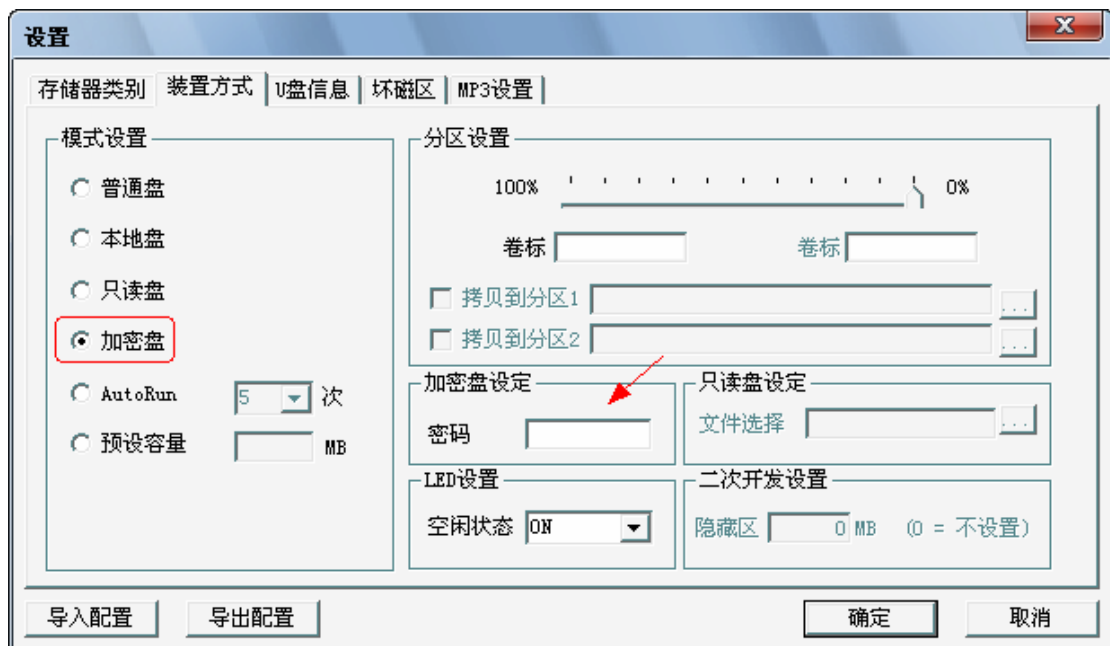 设置
存储器类别 装置方式 U盘信息 坏磁区 MP3设置
模式设置
普通盘
本地盘
只读盘
加密盘
AutoRun 5 次
预设容量 MB
分区设置
100% 0%
卷标 卷标
拷贝到分区1 ...
拷贝到分区2 ...
加密盘设定
密码
只读盘设定
文件选择 ...
LED设置
空闲状态 ON
二次开发设置
隐藏区 0 MB (0 = 不设置)
导入配置 导出配置 确定 取消